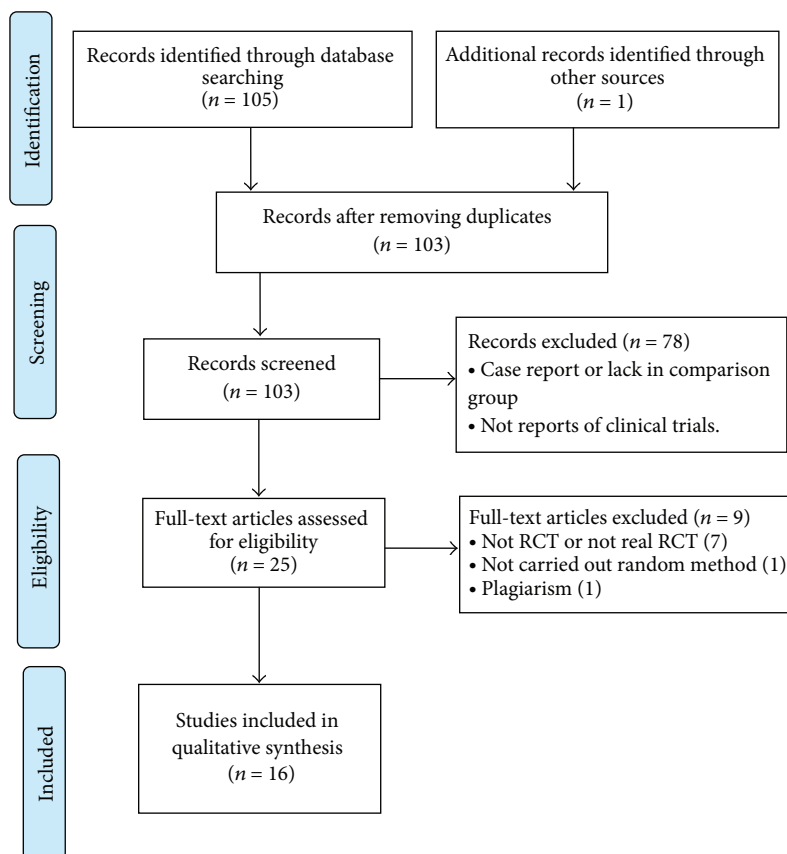 Identification
Records identified through database
searching
(n = 105)
Additional records identified through
other sources
(n = 1)
Records after removing duplicates
(n = 103)
Screening
Records screened
(n = 103)
Records excluded (n = 78)
• Case report or lack in comparison
group
• Not reports of clinical trials.
Eligibility
Full-text articles assessed
for eligibility
(n = 25)
Full-text articles excluded (n = 9)
• Not RCT or not real RCT (7)
• Not carried out random method (1)
• Plagiarism (1)
Included
Studies included in
qualitative synthesis
(n = 16)